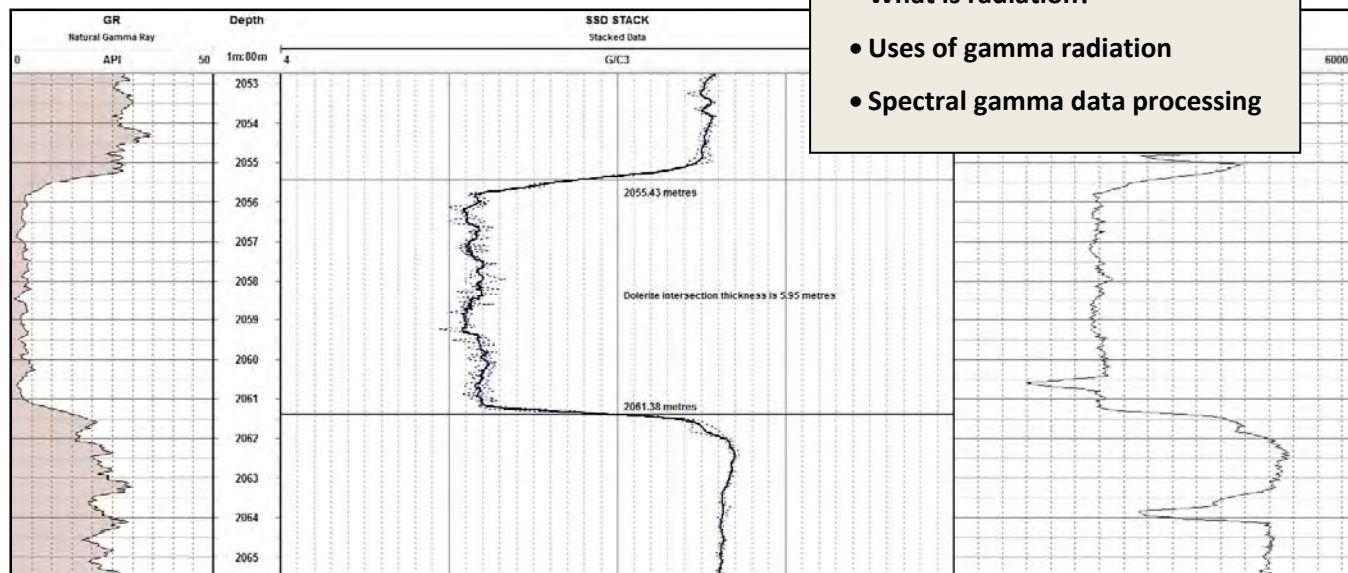 What is radiation?
• Uses of gamma radiation
• Spectral gamma data processing
GR
Natural Gamma Ray
0 API 50
Depth
1m:80m
SSD STACK
Stacked Data
4 G/C3
6000
2053
2054
2055
2056
2057
2058
2059
2060
2061
2062
2063
2064
2065
2055.43 metres
Dolerite intersection thickness is 5.95 metres
2061.38 metres